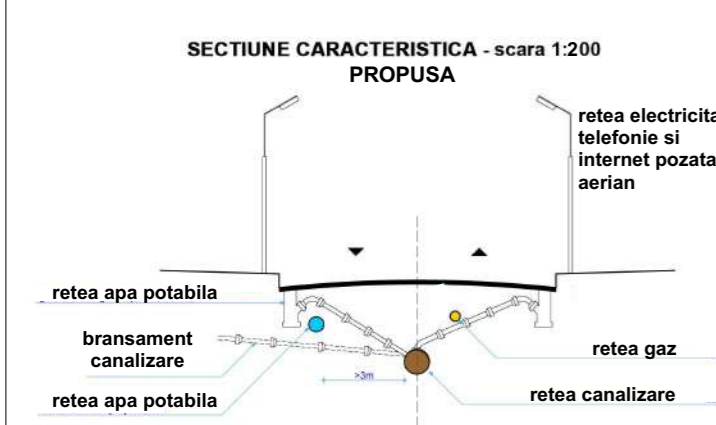 SECTIUNE CARACTERISTICA - scara 1:200
PROPUSA
retea electricita
telefonie si
internet pozata
aerian
retea apa potabila
bransament
canalizare
retea gaz
>3m
retea canalizare
retea apa potabila